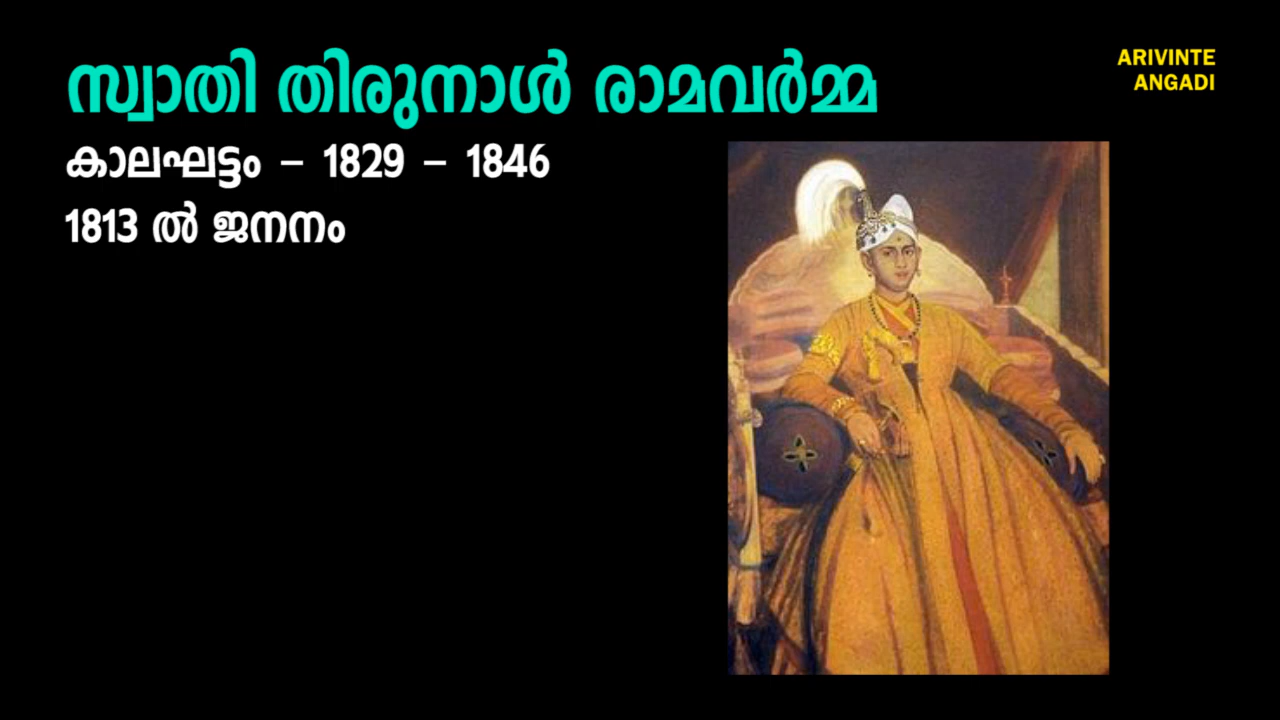 സ്വാതി തിരുനാൾ രാമവർമ്മ
കാലഘട്ടം – 1829 – 1846
1813 ൽ ജനനം
ARIVINTE
ANGADI